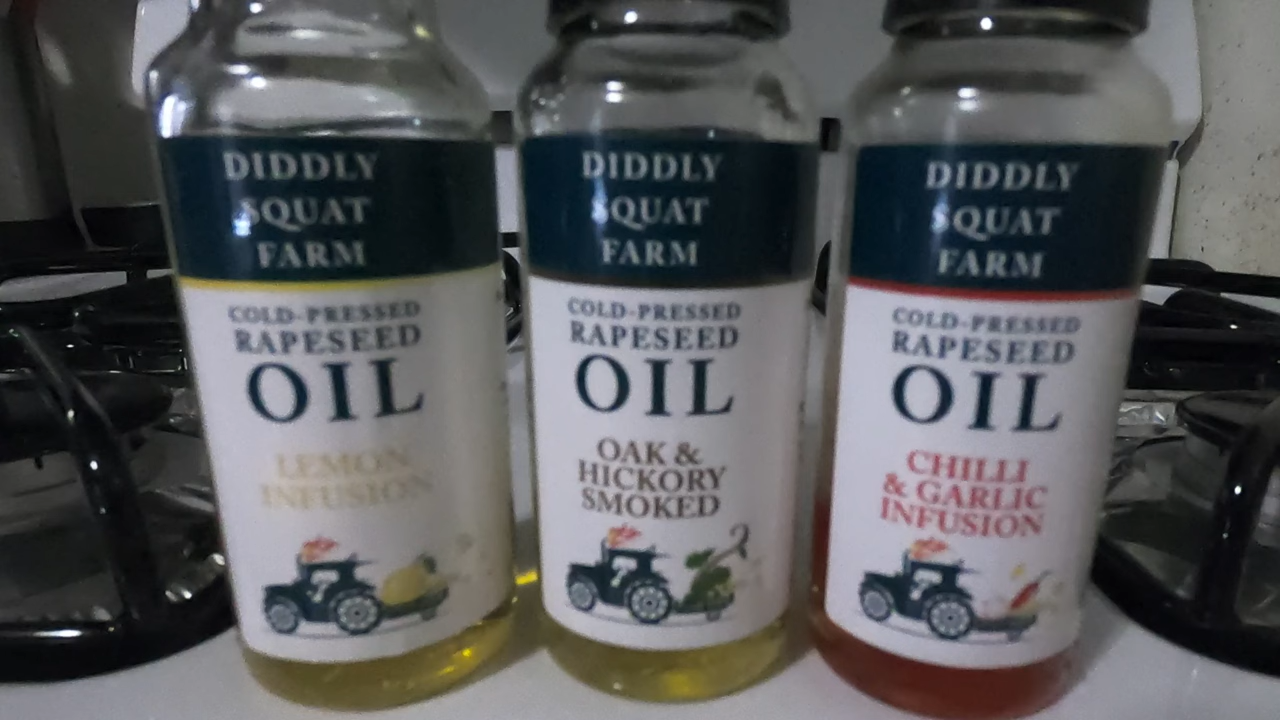 DIDDLY
SQUAT
FARM
COLD-PRESSED
RAPESEED
OIL
LEMON
INFUSION
DIDDLY
SQUAT
FARM
COLD-PRESSED
RAPESEED
OIL
OAK &
HICKORY
SMOKED
DIDDLY
SQUAT
FARM
COLD-PRESSED
RAPESEED
OIL
CHILLI
& GARLIC
INFUSION